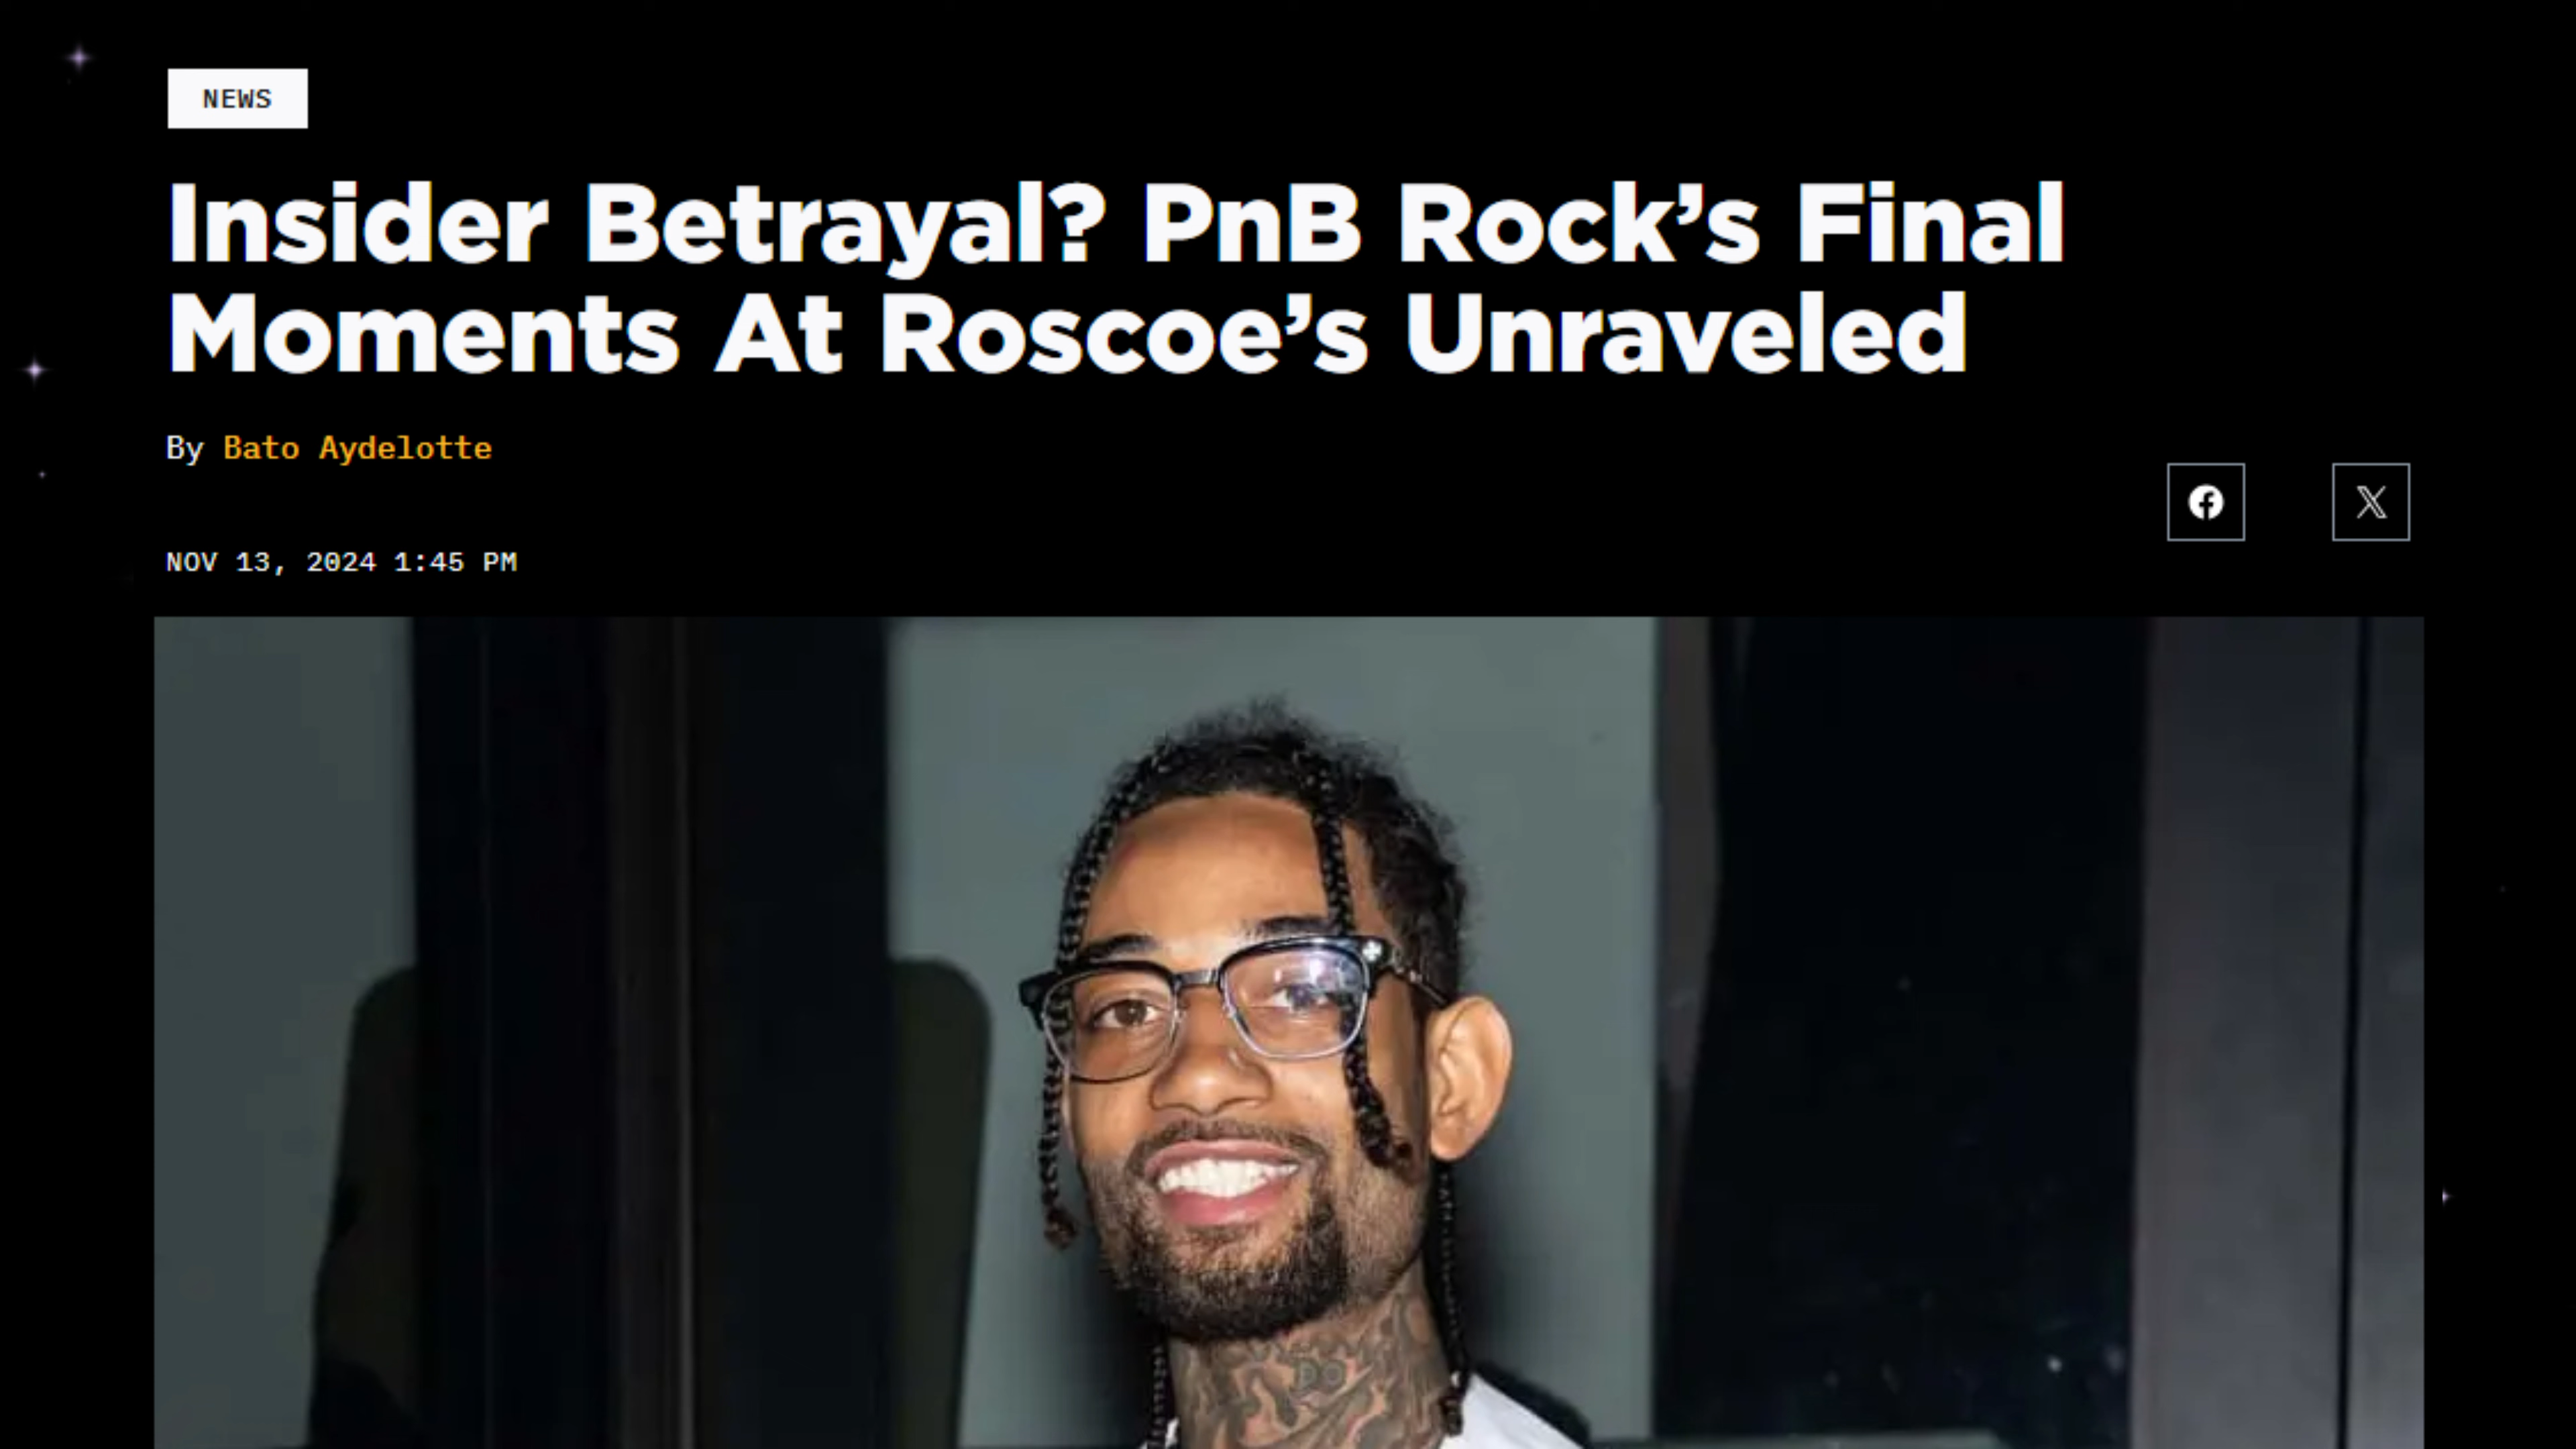 NEWS
Insider Betrayal? PnB Rock’s Final
Moments At Roscoe’s Unraveled
By Bato Aydelotte
NOV 13, 2024 1:45 PM